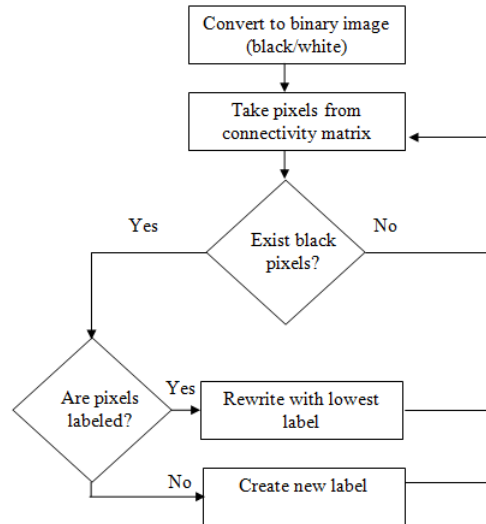 Convert to binary image
(black/white)
Take pixels from
connectivity matrix
Yes
No
Exist black
pixels?
Are pixels
labeled?
Yes
Rewrite with lowest
label
No
Create new label